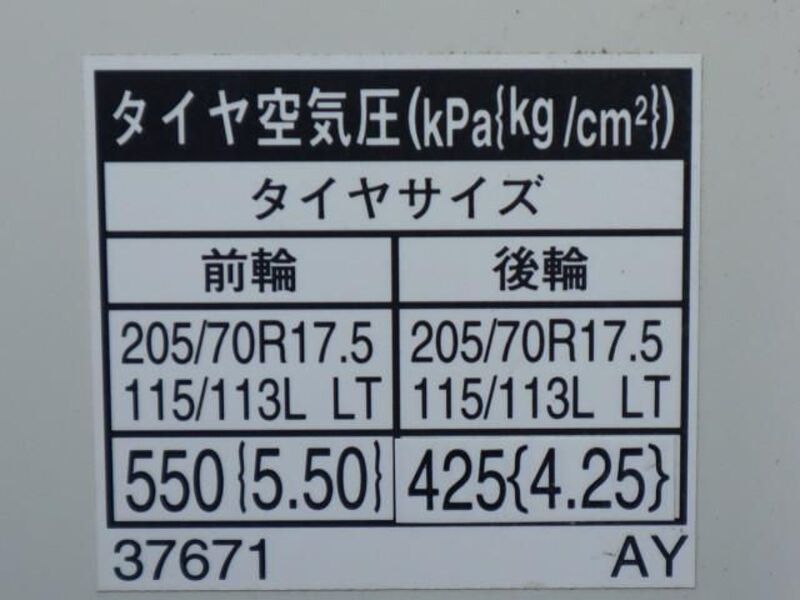 タイヤ空気圧(kPa{kg/cm²})
タイヤサイズ
前輪 後輪
205/70R17.5 205/70R17.5
115/113L LT 115/113L LT
550{5.50} 425{4.25}
37671 AY